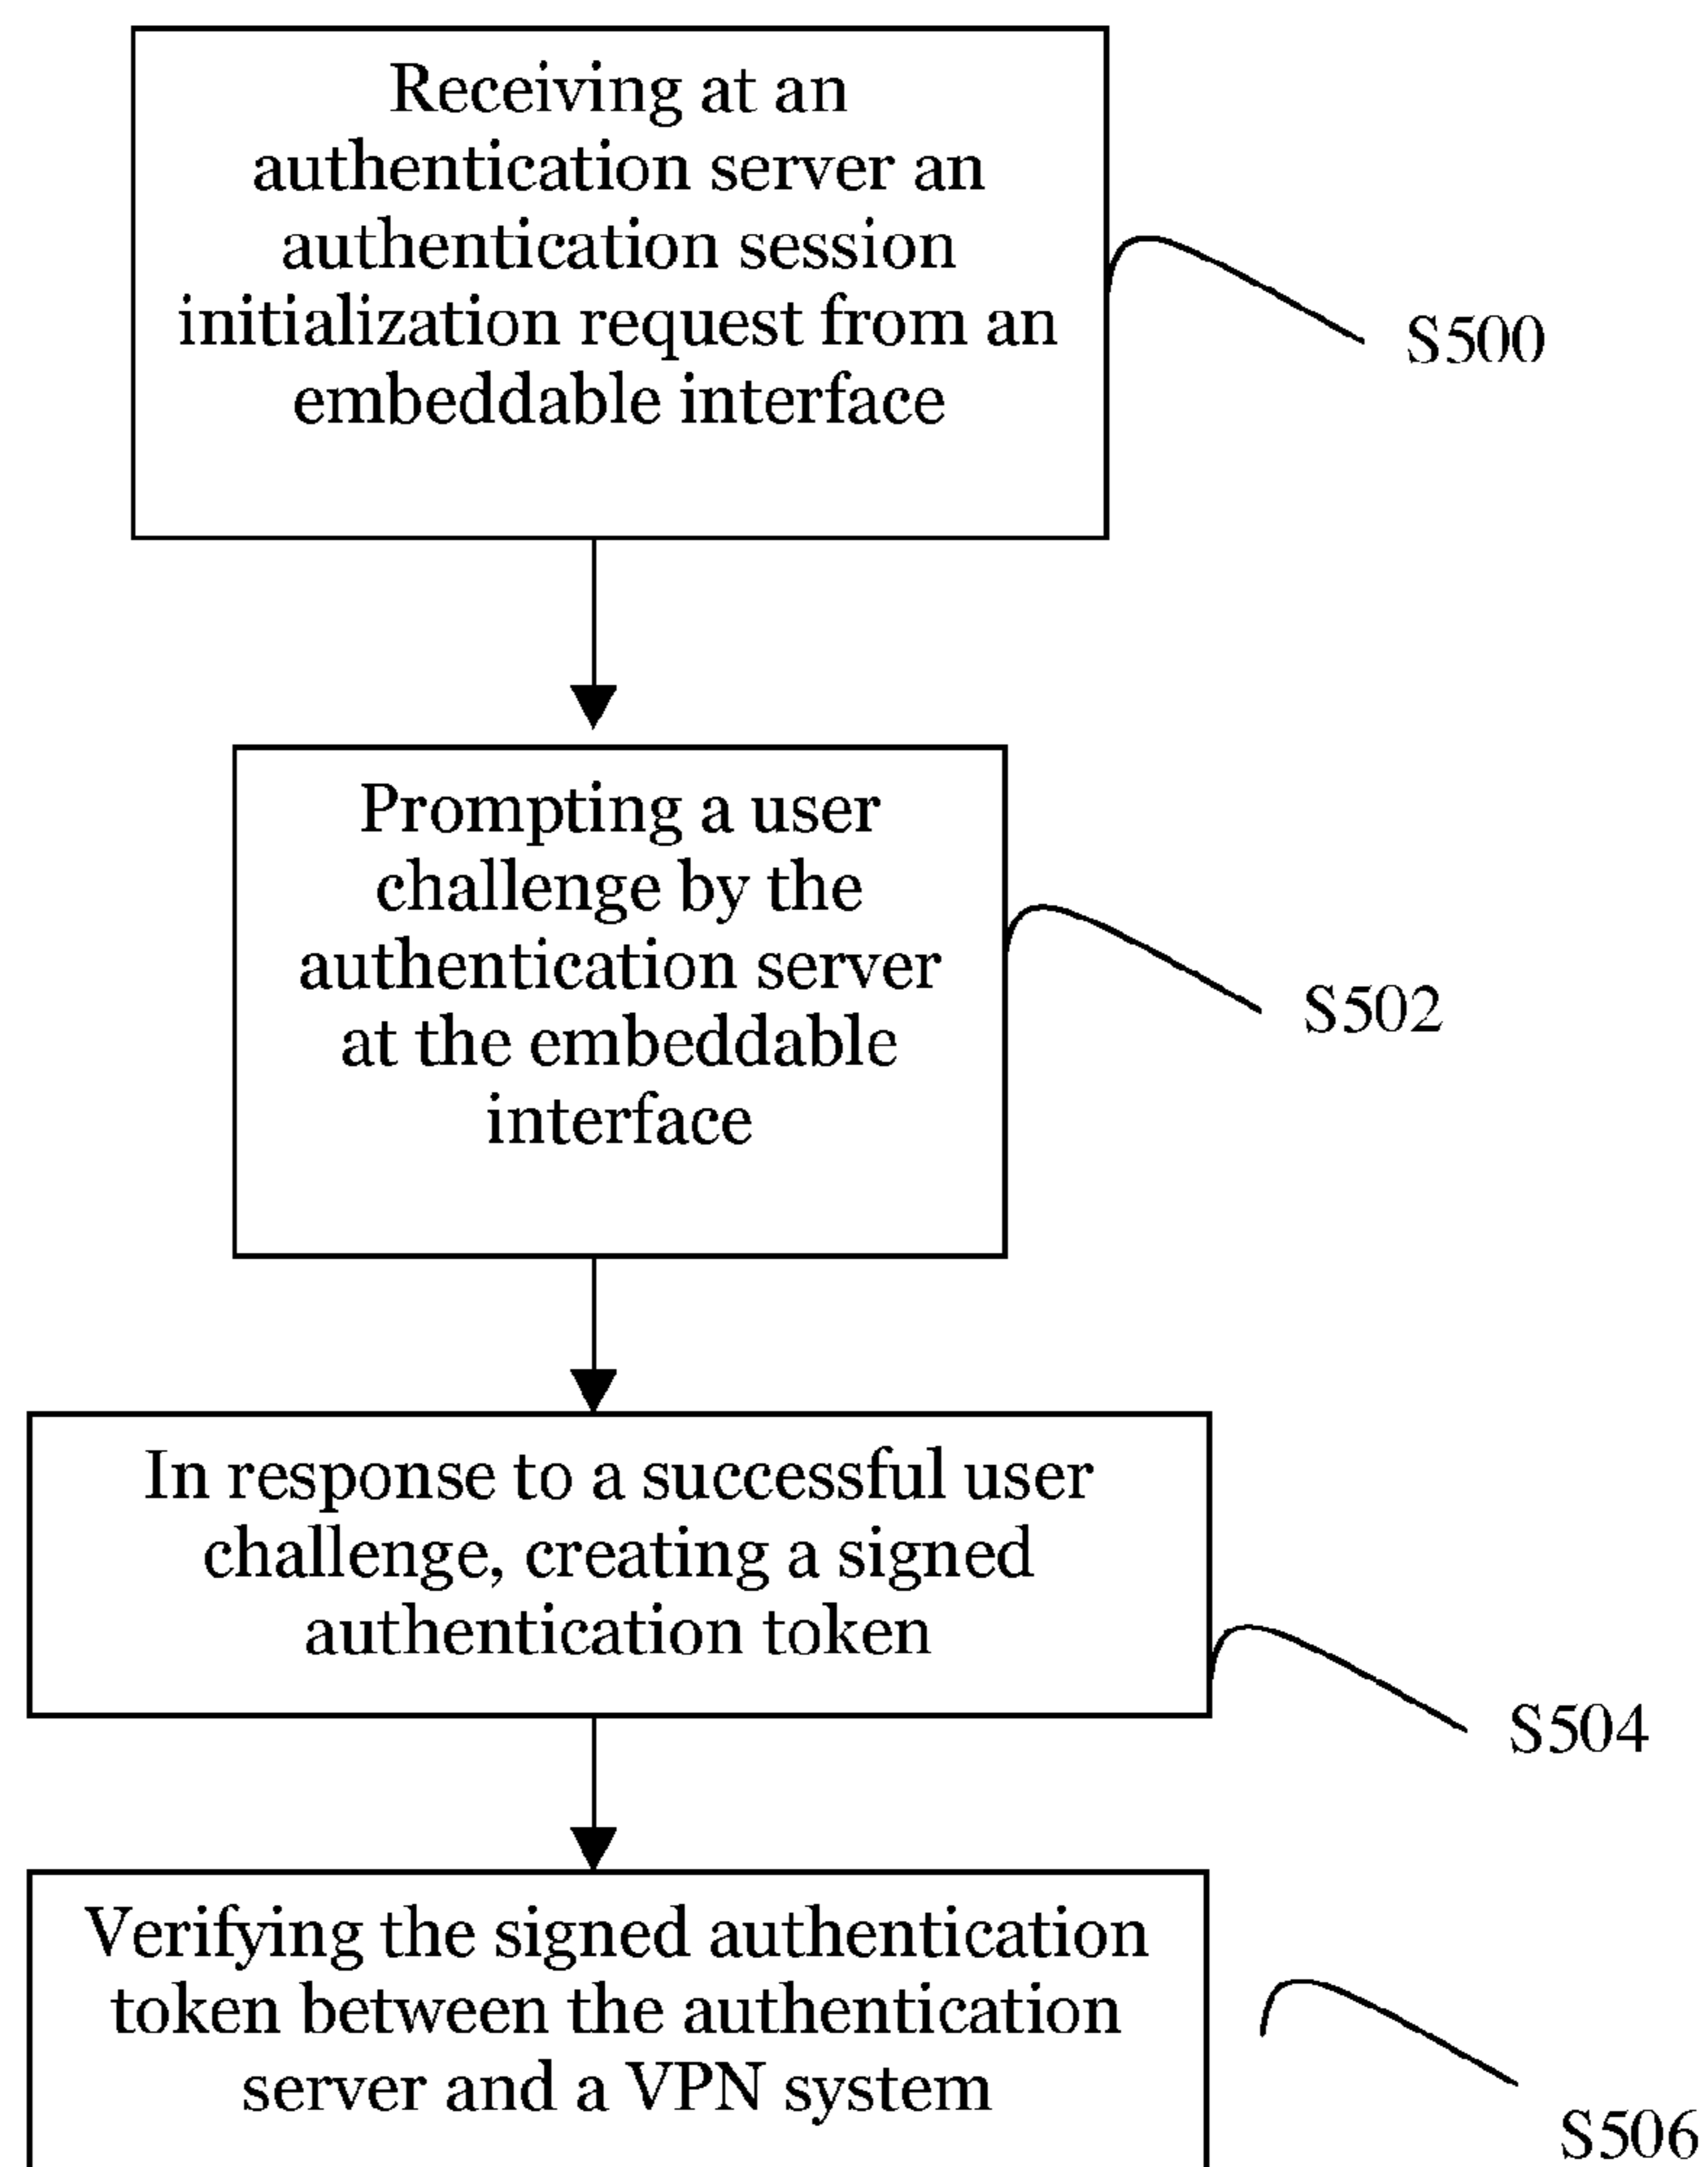 Receiving at an
authentication server an
authentication session
initialization request from an
embeddable interface
S500
Prompting a user
challenge by the
authentication server
at the embeddable
interface
S502
In response to a successful user
challenge, creating a signed
authentication token
S504
Verifying the signed authentication
token between the authentication
server and a VPN system
S506